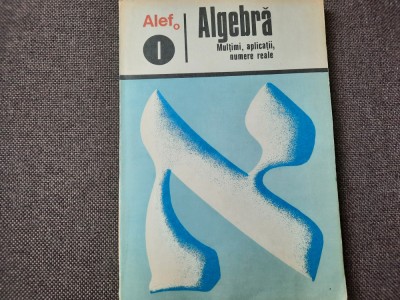 Alef₀
I
Algebră
Mulțimi, aplicații,
numere reale
א